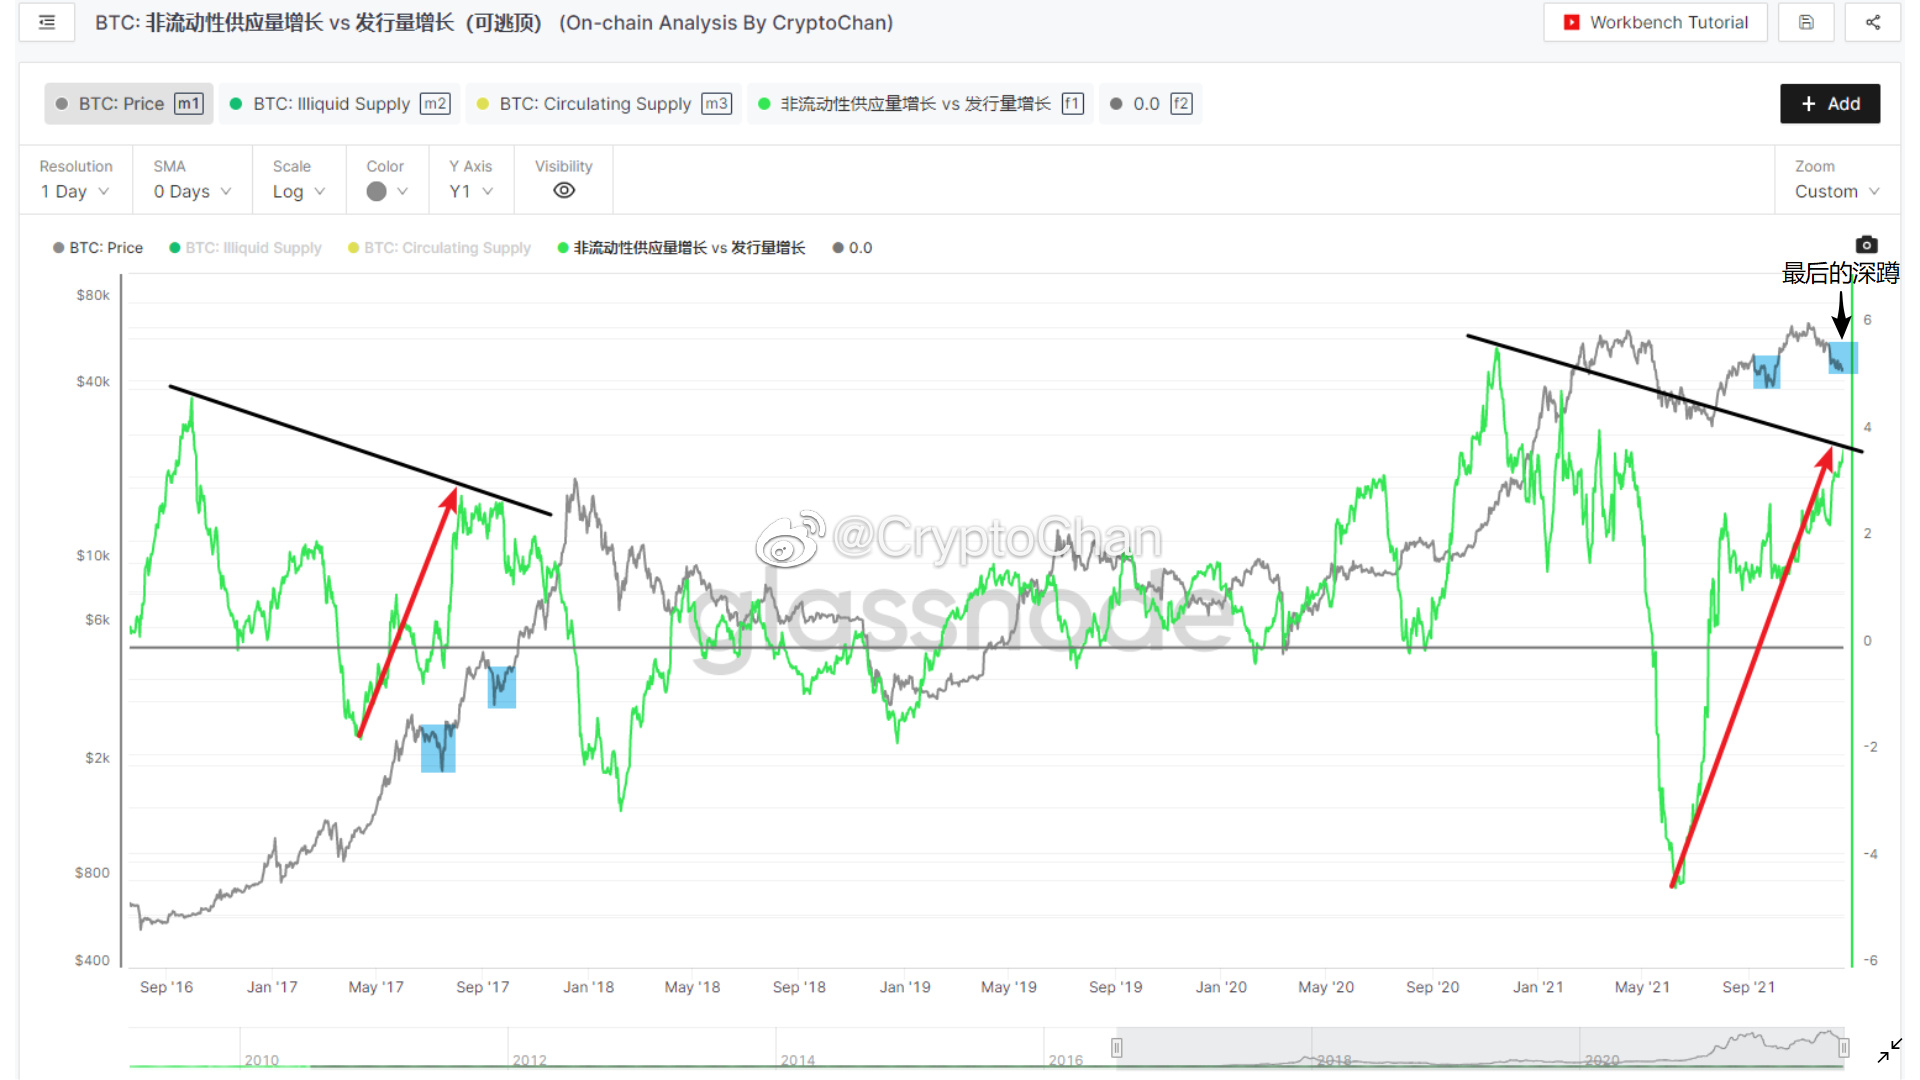 BTC: 非流动性供应量增长 vs 发行量增长（可逃顶） (On-chain Analysis By CryptoChan)
Workbench Tutorial
BTC: Price m1
BTC: Illiquid Supply m2
BTC: Circulating Supply m3
非流动性供应量增长 vs 发行量增长 f1
0.0 f2
+ Add
Resolution
1 Day
SMA
0 Days
Scale
Log
Color
Y Axis
Y1
Visibility
Zoom
Custom
BTC: Price
BTC: Illiquid Supply
BTC: Circulating Supply
非流动性供应量增长 vs 发行量增长
0.0
最后的深蹲
$80k
$40k
$10k
$6k
$2k
$800
$400
6
4
2
0
-2
-4
-6
@CryptoChan
glassnode
Sep '16
Jan '17
May '17
Sep '17
Jan '18
May '18
Sep '18
Jan '19
May '19
Sep '19
Jan '20
May '20
Sep '20
Jan '21
May '21
Sep '21
2010
2012
2014
2016
2018
2020